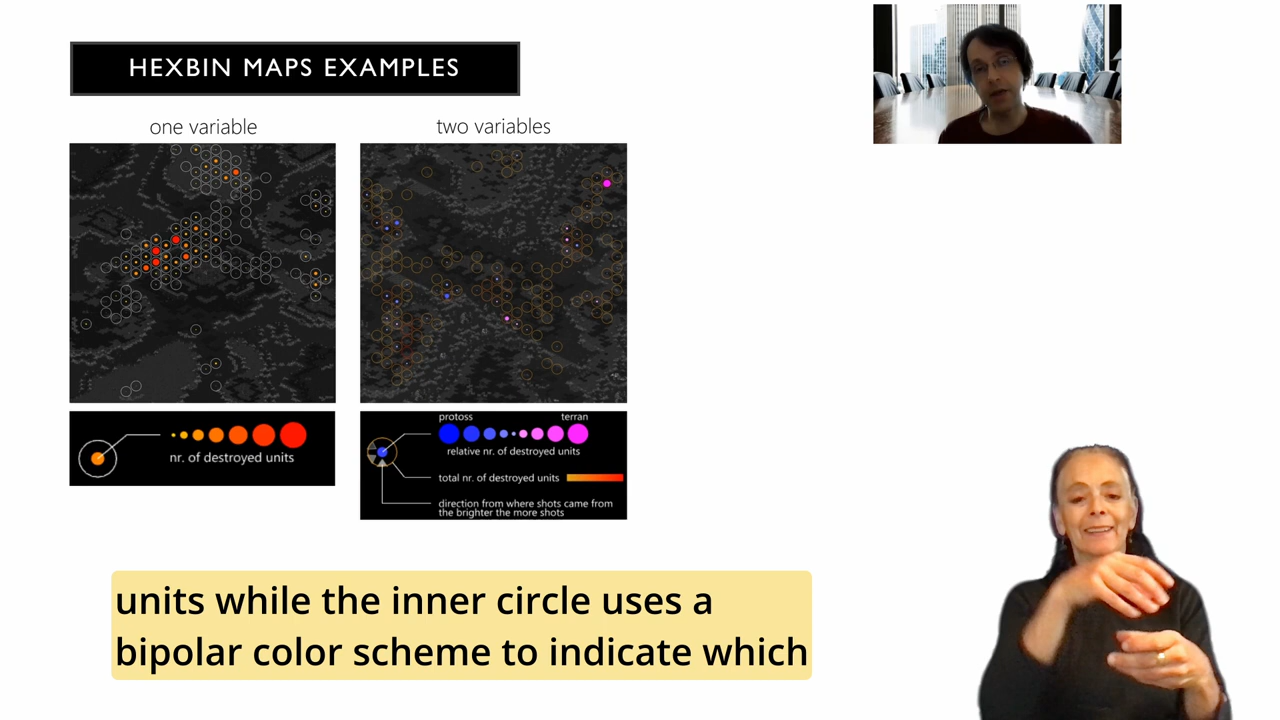 HEXBIN MAPS EXAMPLES
one variable
two variables
nr. of destroyed units
protoss terran
relative nr. of destroyed units
total nr. of destroyed units
direction from where shots came from
the brighter the more shots
units while the inner circle uses a
bipolar color scheme to indicate which